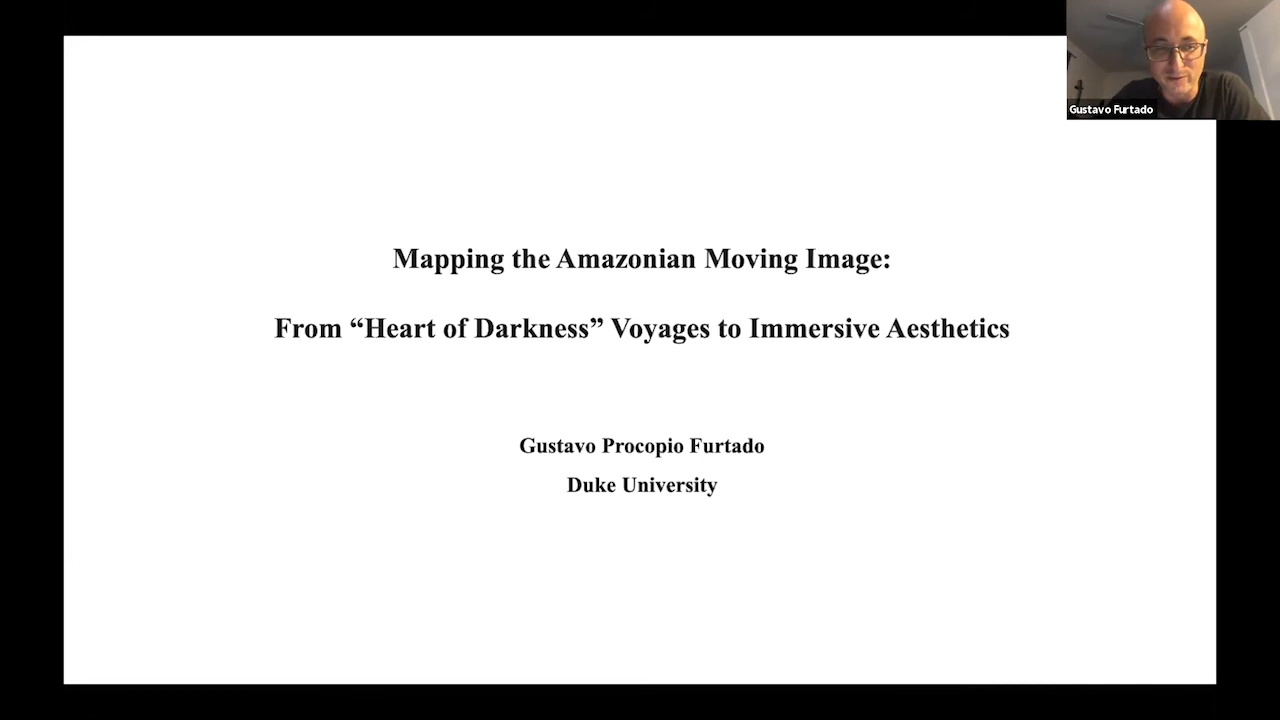 Gustavo Furtado
Mapping the Amazonian Moving Image:
From “Heart of Darkness” Voyages to Immersive Aesthetics
Gustavo Procopio Furtado
Duke University